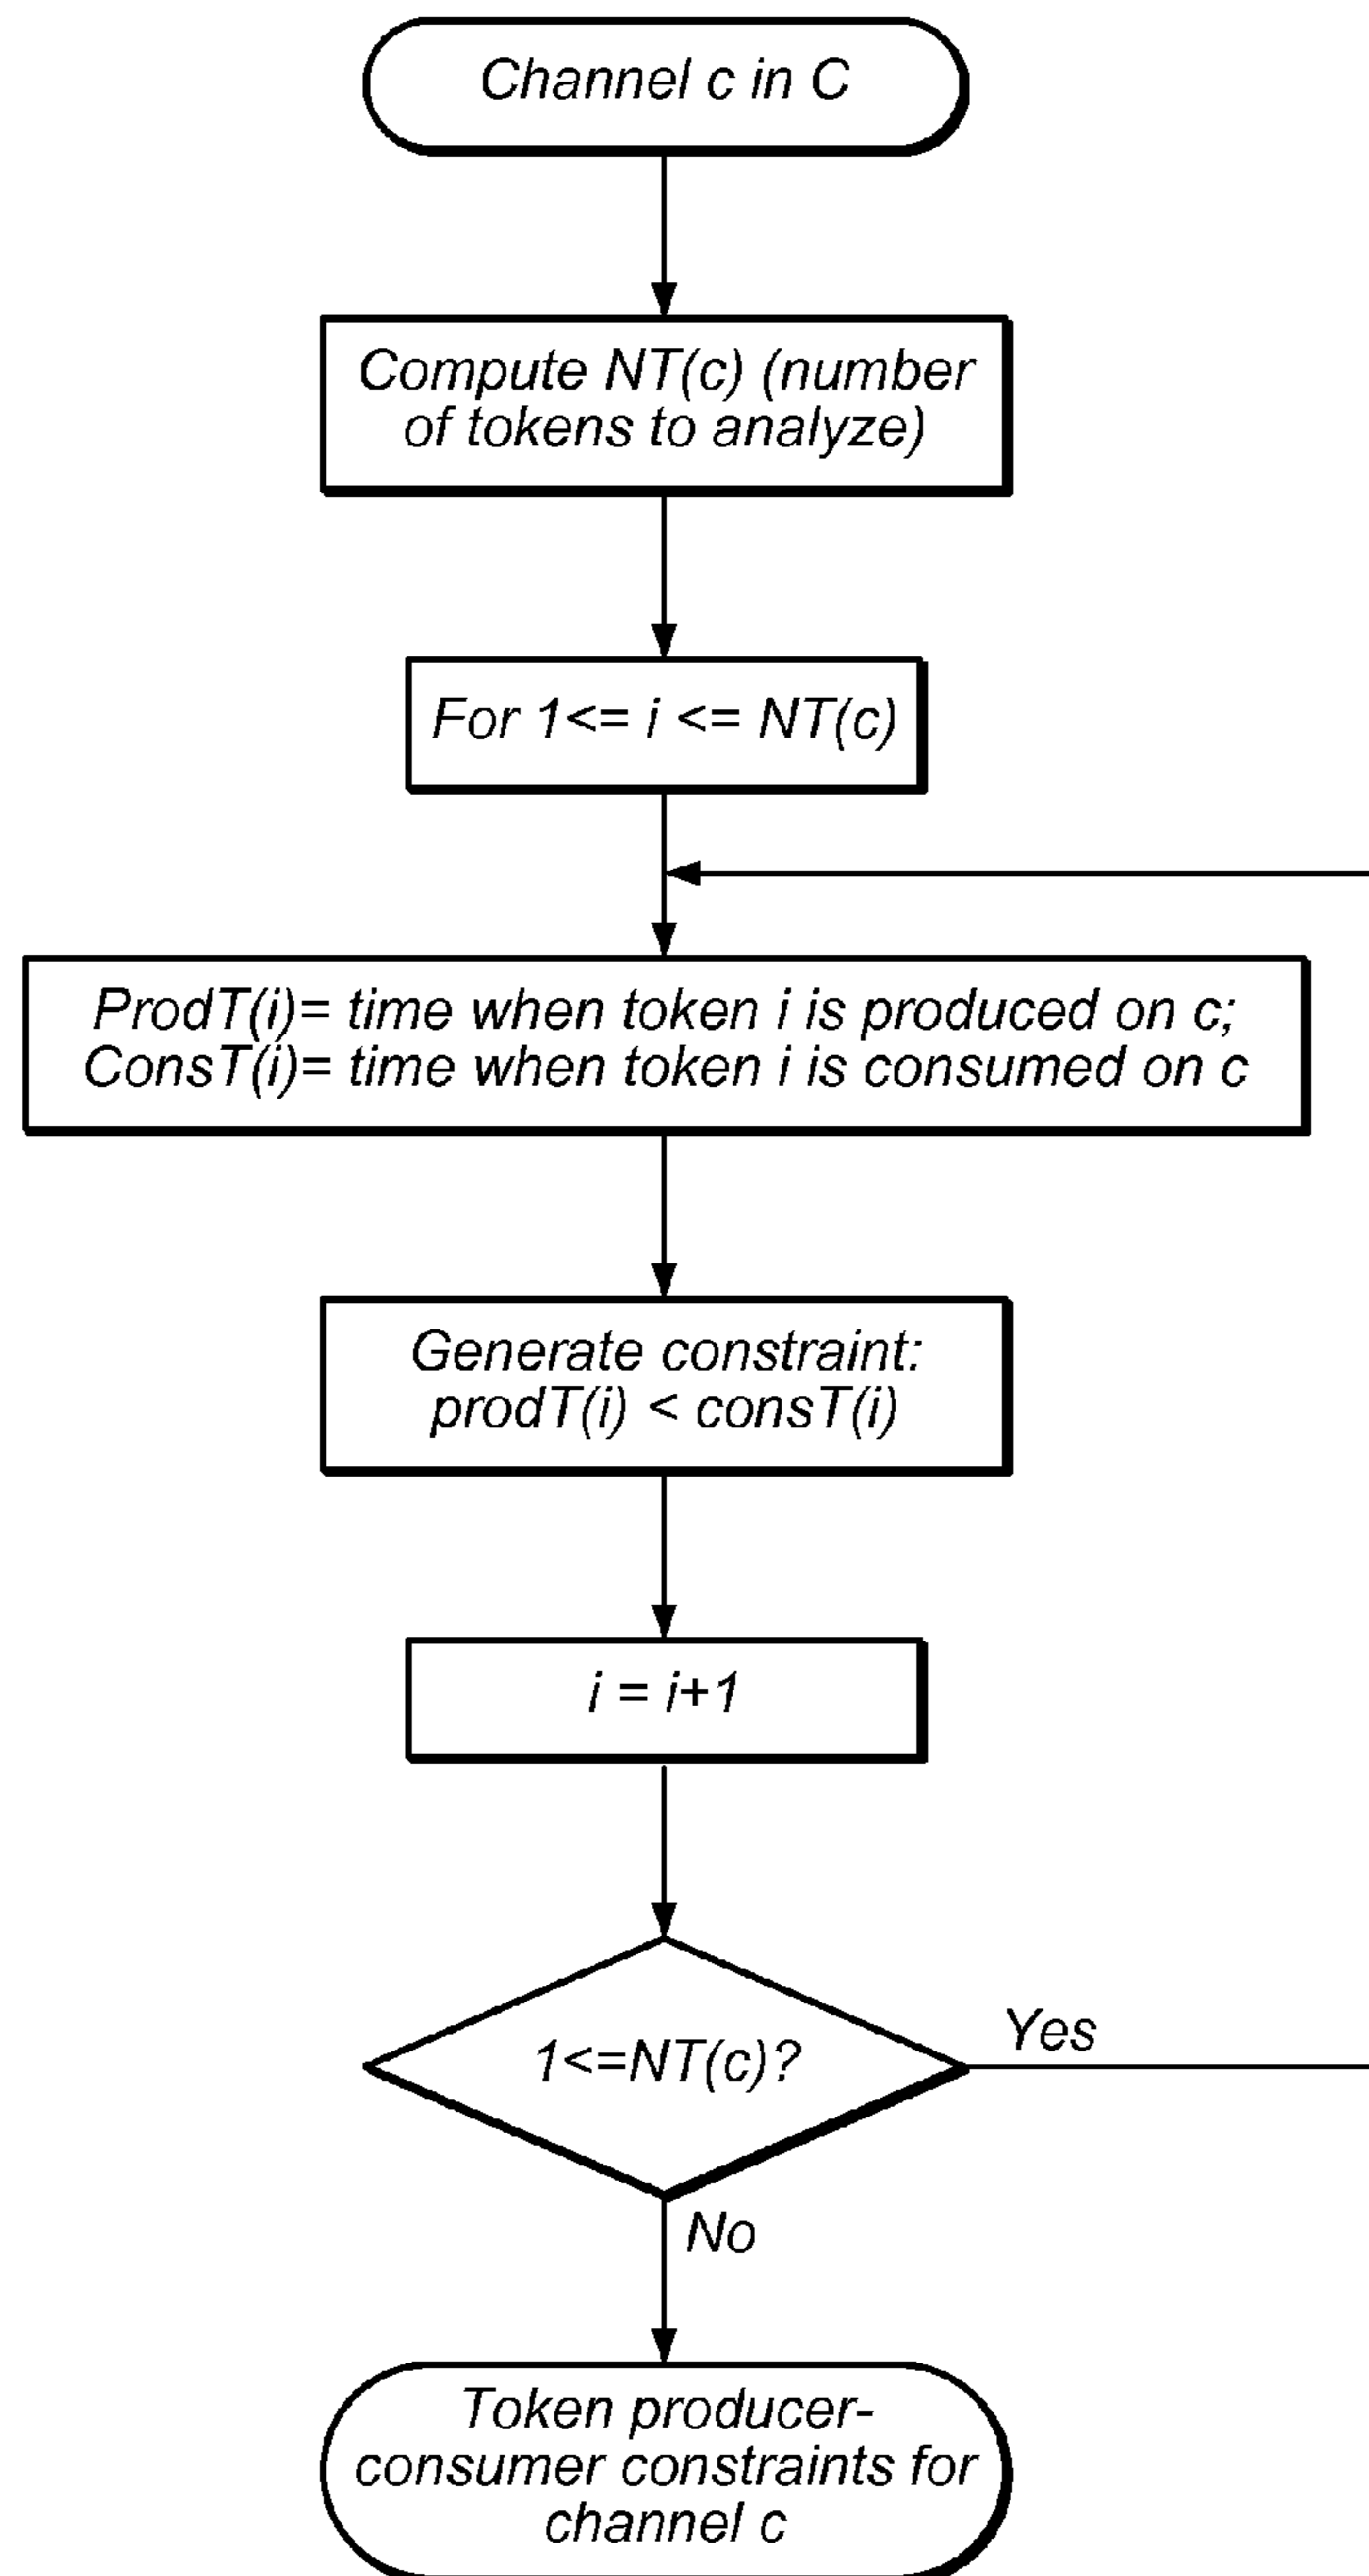 Channel c in C
Compute NT(c) (number
of tokens to analyze)
For 1<= i <= NT(c)
ProdT(i)= time when token i is produced on c;
ConsT(i)= time when token i is consumed on c
Generate constraint:
prodT(i) < consT(i)
i = i+1
1<=NT(c)?
Yes
No
Token producer-
consumer constraints for
channel c